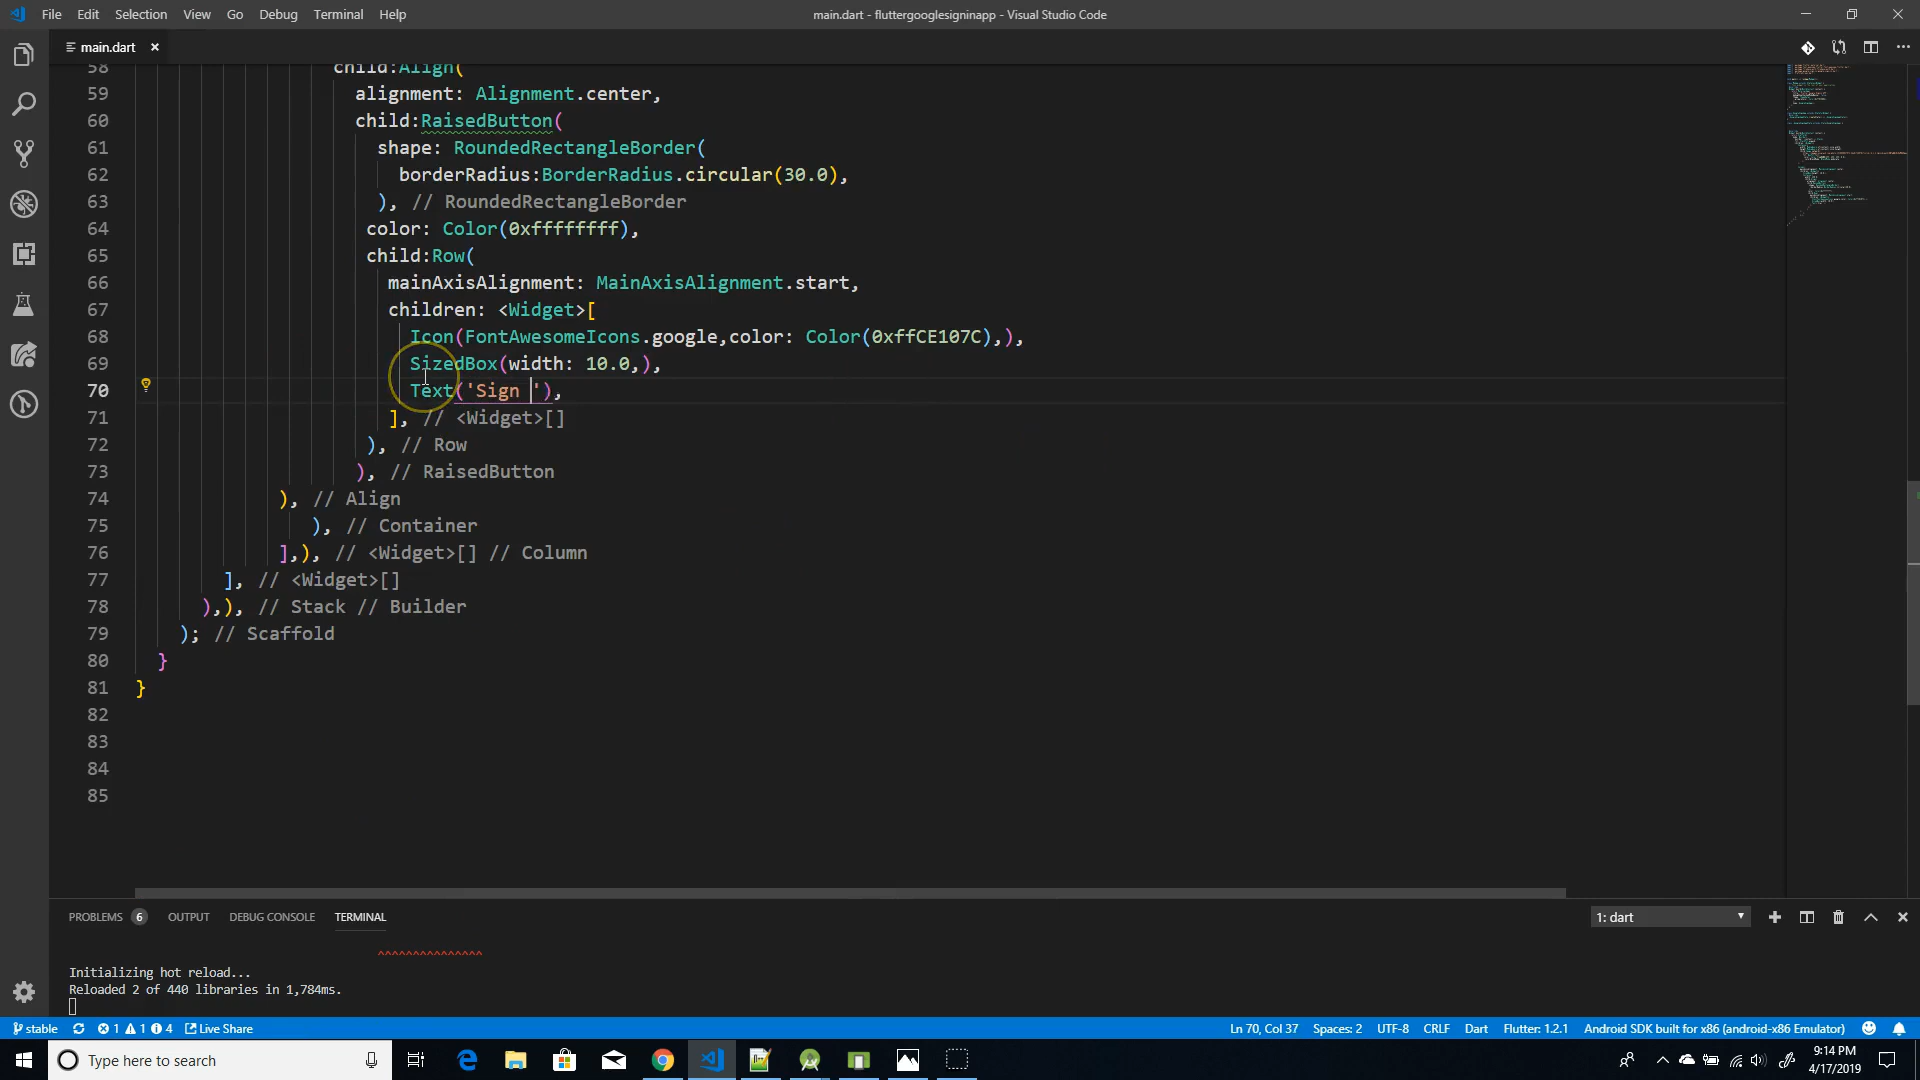 File Edit Selection View Go Debug Terminal Help
main.dart - fluttergooglesigninapp - Visual Studio Code
main.dart
58 child:Align(
59 alignment: Alignment.center,
60 child:RaisedButton(
61 shape: RoundedRectangleBorder(
62 borderRadius:BorderRadius.circular(30.0),
63 ), // RoundedRectangleBorder
64 color: Color(0xffffffff),
65 child:Row(
66 mainAxisAlignment: MainAxisAlignment.start,
67 children: <Widget>[
68 Icon(FontAwesomeIcons.google,color: Color(0xffCE107C),),
69 SizedBox(width: 10.0,),
70 Text('Sign '),
71 ], // <Widget>[]
72 ), // Row
73 ), // RaisedButton
74 ), // Align
75 ), // Container
76 ],), // <Widget>[] // Column
77 ], // <Widget>[]
78 ),), // Stack // Builder
79 ); // Scaffold
80 }
81 }
82
83
84
85
PROBLEMS 6 OUTPUT DEBUG CONSOLE TERMINAL 1: dart
^^^^^^^^^^^^^^^
Initializing hot reload...
Reloaded 2 of 440 libraries in 1,784ms.
stable 1 1 4 Live Share Ln 70, Col 37 Spaces: 2 UTF-8 CRLF Dart Flutter: 1.2.1 Android SDK built for x86 (android-x86 Emulator)
Type here to search
9:14 PM
4/17/2019